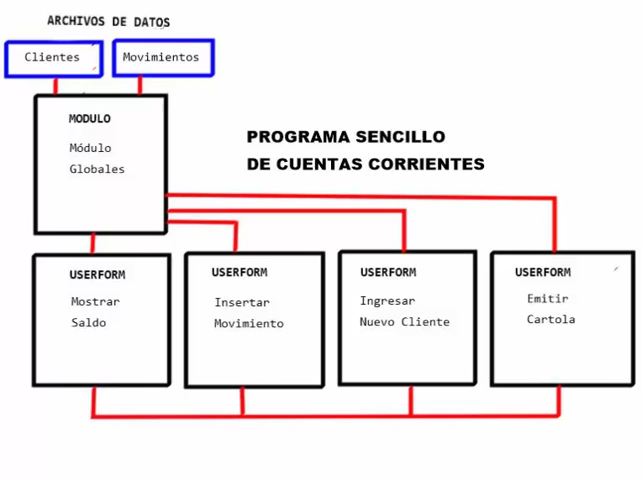 ARCHIVOS DE DATOS
Clientes
Movimientos
MODULO
Módulo
Globales
PROGRAMA SENCILLO
DE CUENTAS CORRIENTES
USERFORM
Mostrar
Saldo
USERFORM
Insertar
Movimiento
USERFORM
Ingresar
Nuevo Cliente
USERFORM
Emitir
Cartola